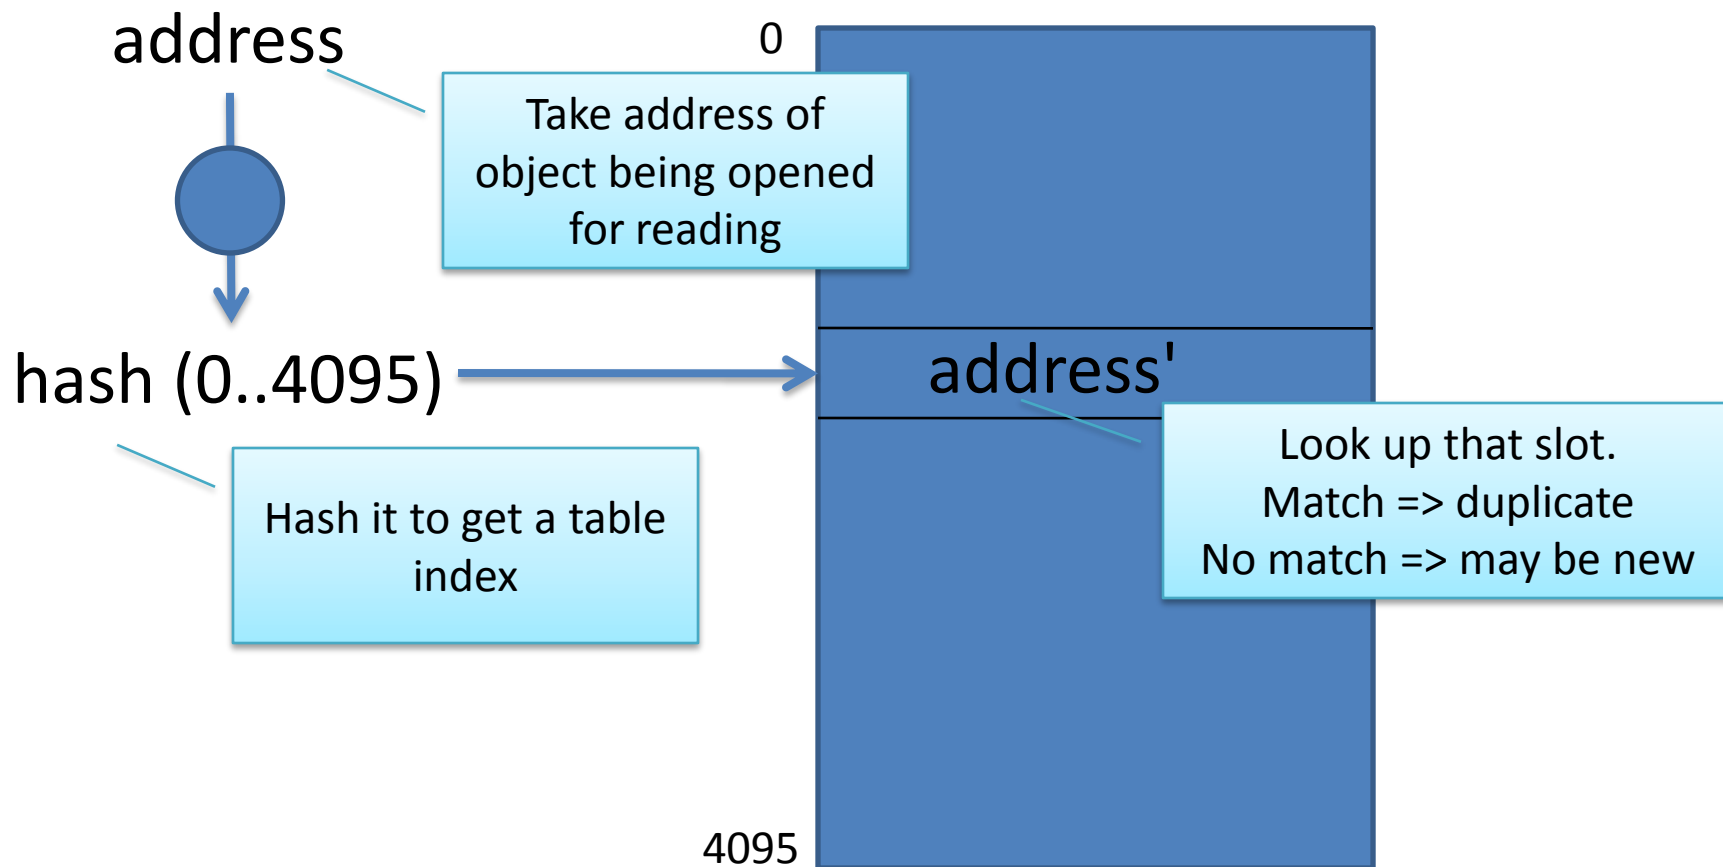 address
0
Take address of
object being opened
for reading
hash (0..4095)
address'
Hash it to get a table
index
Look up that slot.
Match => duplicate
No match => may be new
4095